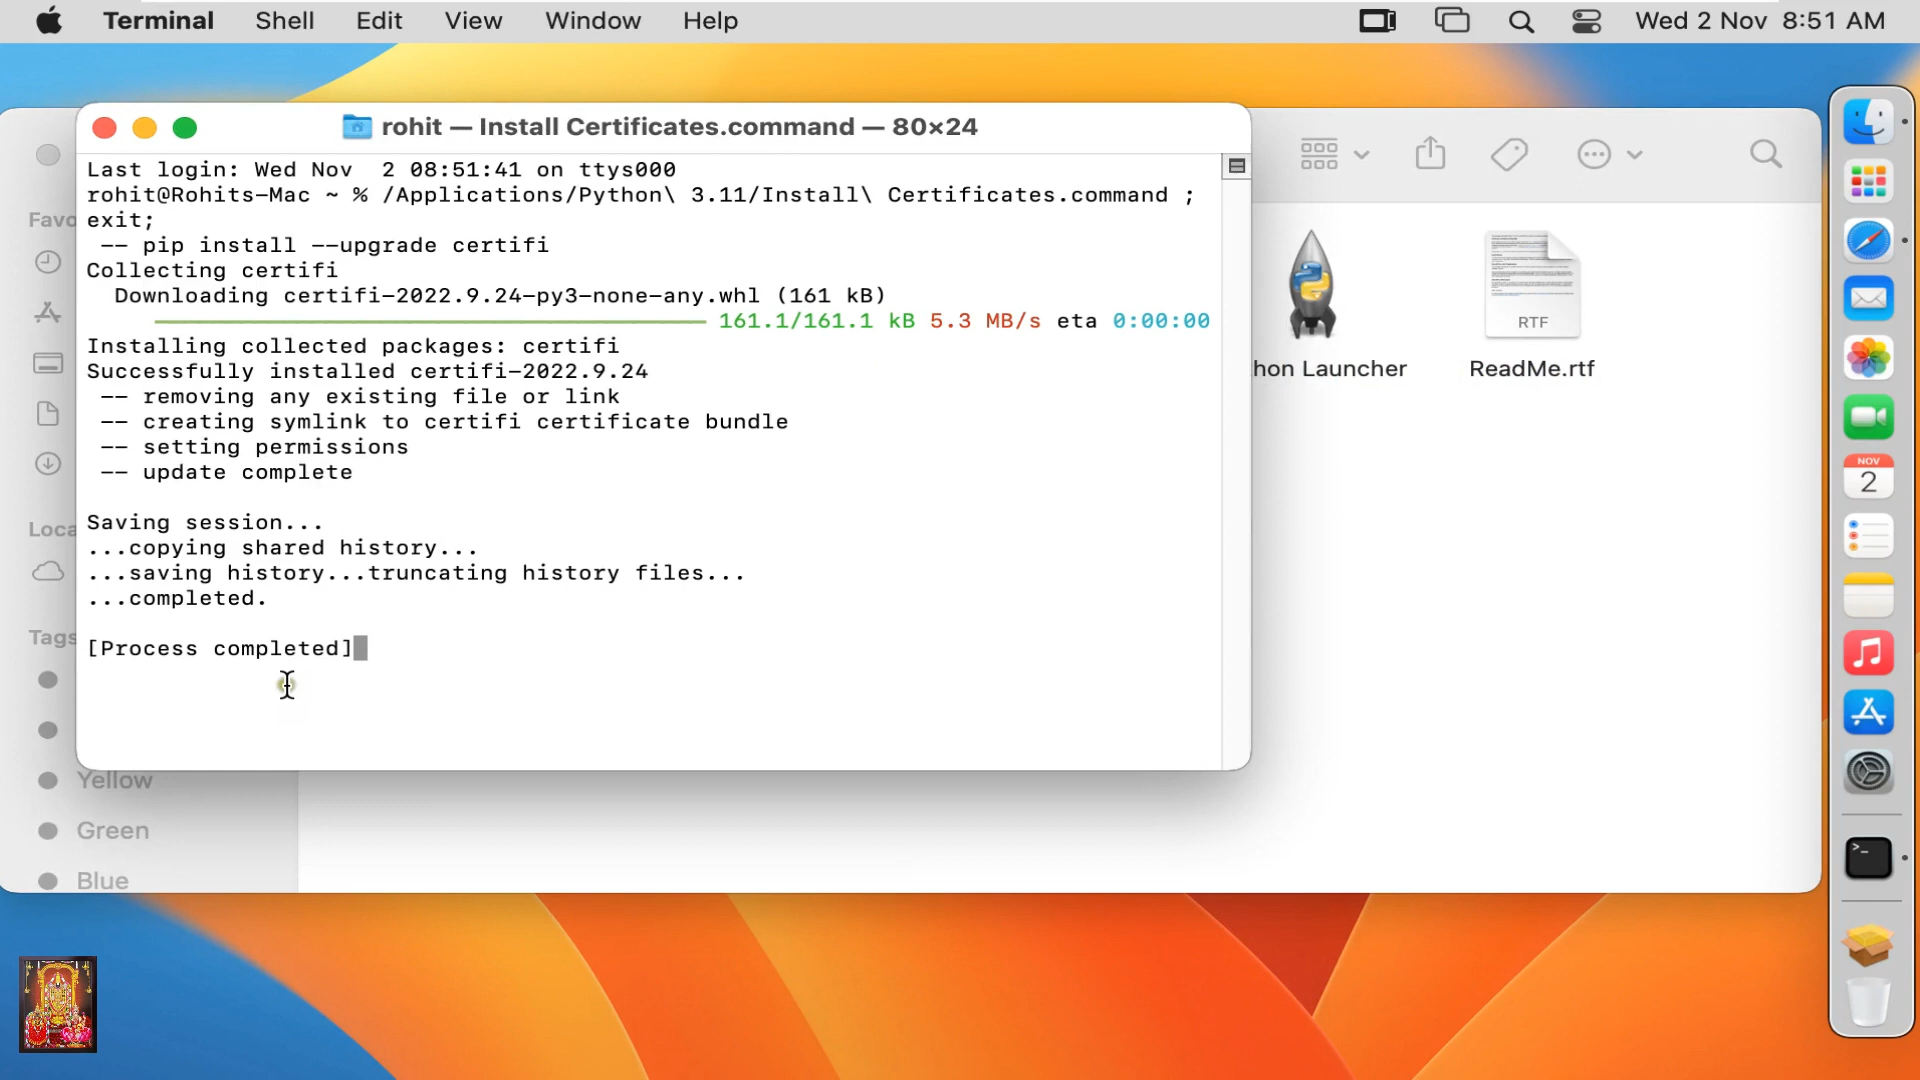 Terminal Shell Edit View Window Help Wed 2 Nov 8:51 AM
rohit — Install Certificates.command — 80×24
Last login: Wed Nov  2 08:51:41 on ttys000
rohit@Rohits-Mac ~ % /Applications/Python\ 3.11/Install\ Certificates.command ;
exit;
 -- pip install --upgrade certifi
Collecting certifi
  Downloading certifi-2022.9.24-py3-none-any.whl (161 kB)
161.1/161.1 kB 5.3 MB/s eta 0:00:00
Installing collected packages: certifi
Successfully installed certifi-2022.9.24
 -- removing any existing file or link
 -- creating symlink to certifi certificate bundle
 -- setting permissions
 -- update complete
Saving session...
...copying shared history...
...saving history...truncating history files...
...completed.
[Process completed]
Favo
Loca
Tags
Yellow
Green
Blue
RTF
hon Launcher
ReadMe.rtf
NOV
2
>_